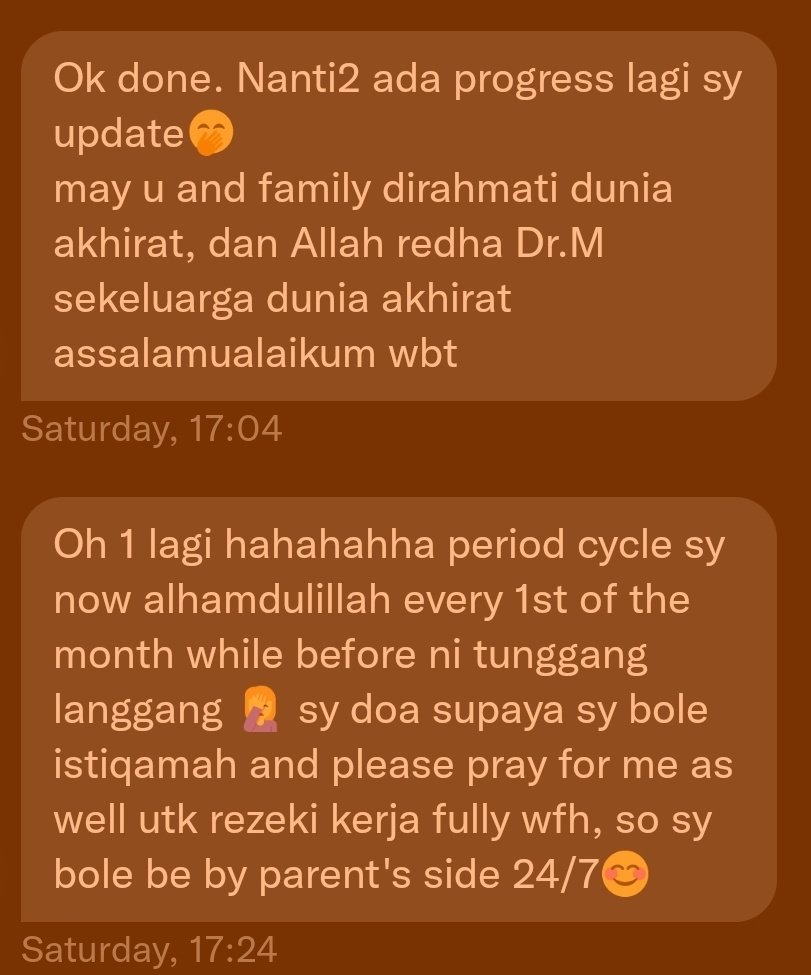 Ok done. Nanti2 ada progress lagi sy
update🤭
may u and family dirahmati dunia
akhirat, dan Allah redha Dr.M
sekeluarga dunia akhirat
assalamualaikum wbt
Saturday, 17:04
Oh 1 lagi hahahahha period cycle sy
now alhamdulillah every 1st of the
month while before ni tunggang
langgang 🤦‍♀️ sy doa supaya sy bole
istiqamah and please pray for me as
well utk rezeki kerja fully wfh, so sy
bole be by parent's side 24/7😊
Saturday, 17:24